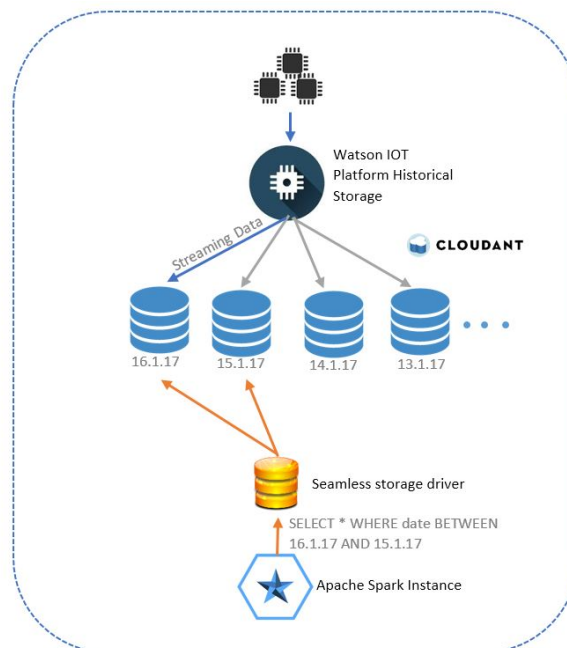 Watson IOT
Platform Historical
Storage
Streaming Data
CLOUDANT
16.1.17
15.1.17
14.1.17
13.1.17
Seamless storage driver
SELECT * WHERE date BETWEEN
16.1.17 AND 15.1.17
Apache Spark Instance